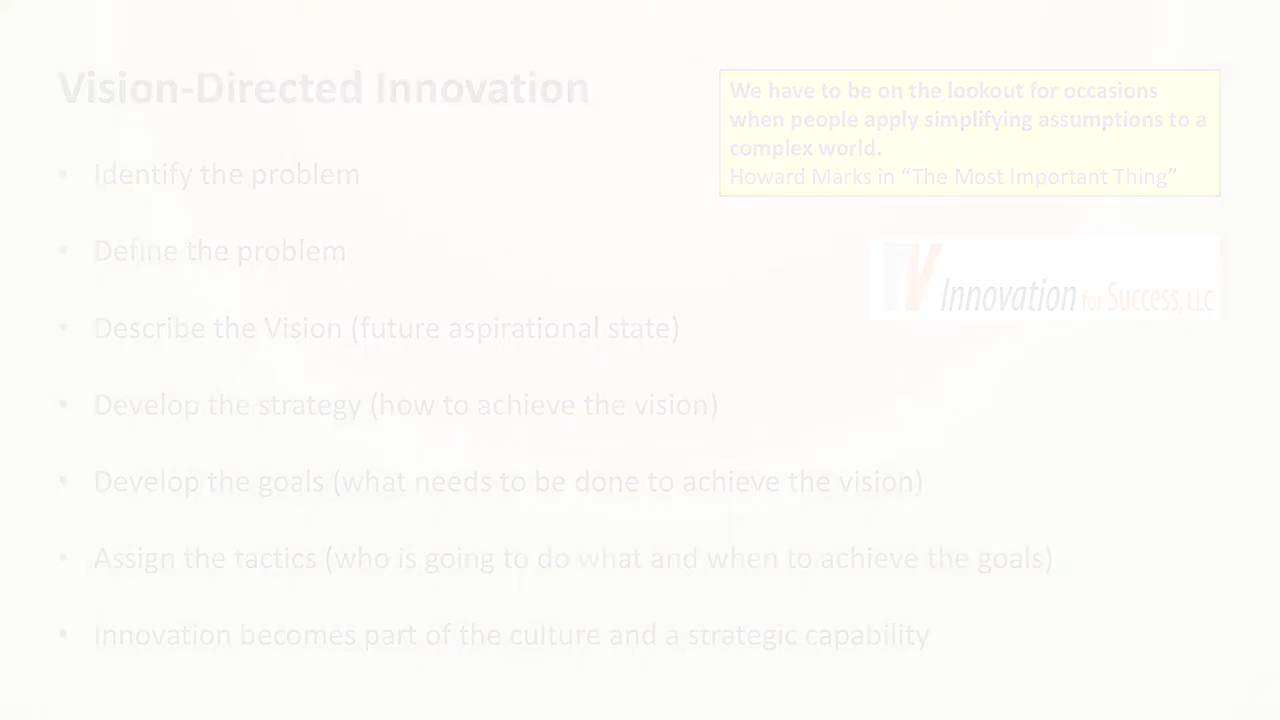 Vision-Directed Innovation
We have to be on the lookout for occasions
when people apply simplifying assumptions to a
complex world.
Howard Marks in “The Most Important Thing”
• Identify the problem
• Define the problem
Innovation for Success, LLC
• Describe the Vision (future aspirational state)
• Develop the strategy (how to achieve the vision)
• Develop the goals (what needs to be done to achieve the vision)
• Assign the tactics (who is going to do what and when to achieve the goals)
• Innovation becomes part of the culture and a strategic capability